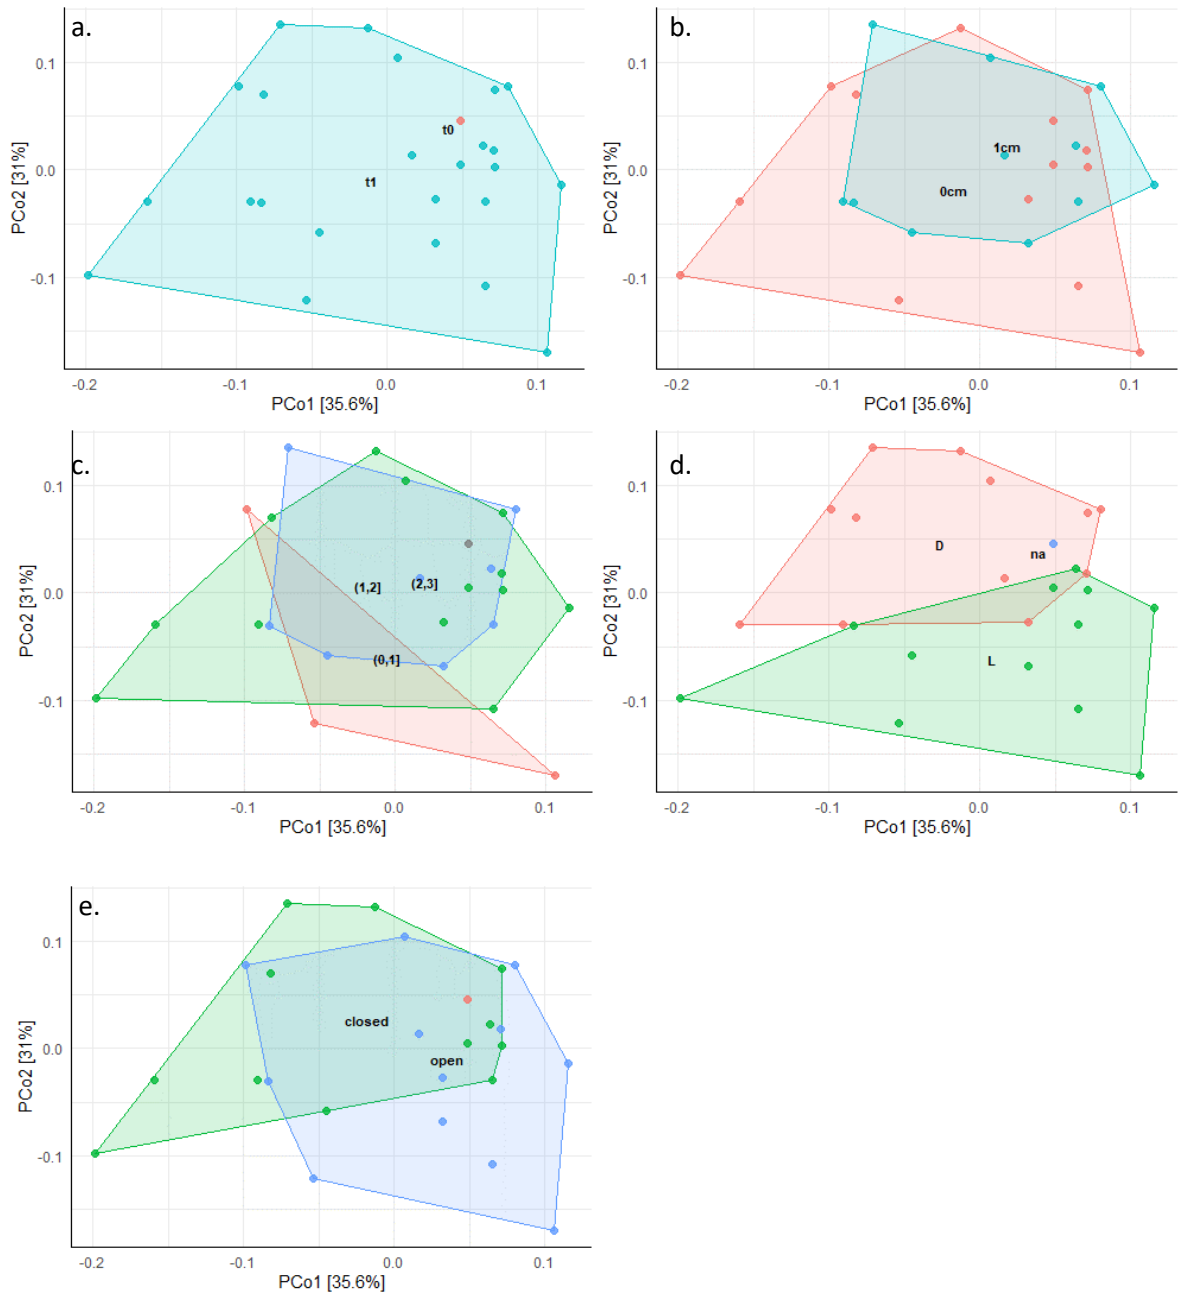 a.
0.1
0.0
-0.1
PCo2 [31%]
t0
t1
-0.2
-0.1
0.0
0.1
PCo1 [35.6%]
b.
0.1
0.0
-0.1
PCo2 [31%]
1cm
0cm
-0.2
-0.1
0.0
0.1
PCo1 [35.6%]
c.
0.1
0.0
-0.1
PCo2 [31%]
(1,2]
(2,3]
(0,1]
-0.2
-0.1
0.0
0.1
PCo1 [35.6%]
d.
0.1
0.0
-0.1
PCo2 [31%]
D
na
L
-0.2
-0.1
0.0
0.1
PCo1 [35.6%]
e.
0.1
0.0
-0.1
PCo2 [31%]
closed
open
-0.2
-0.1
0.0
0.1
PCo1 [35.6%]